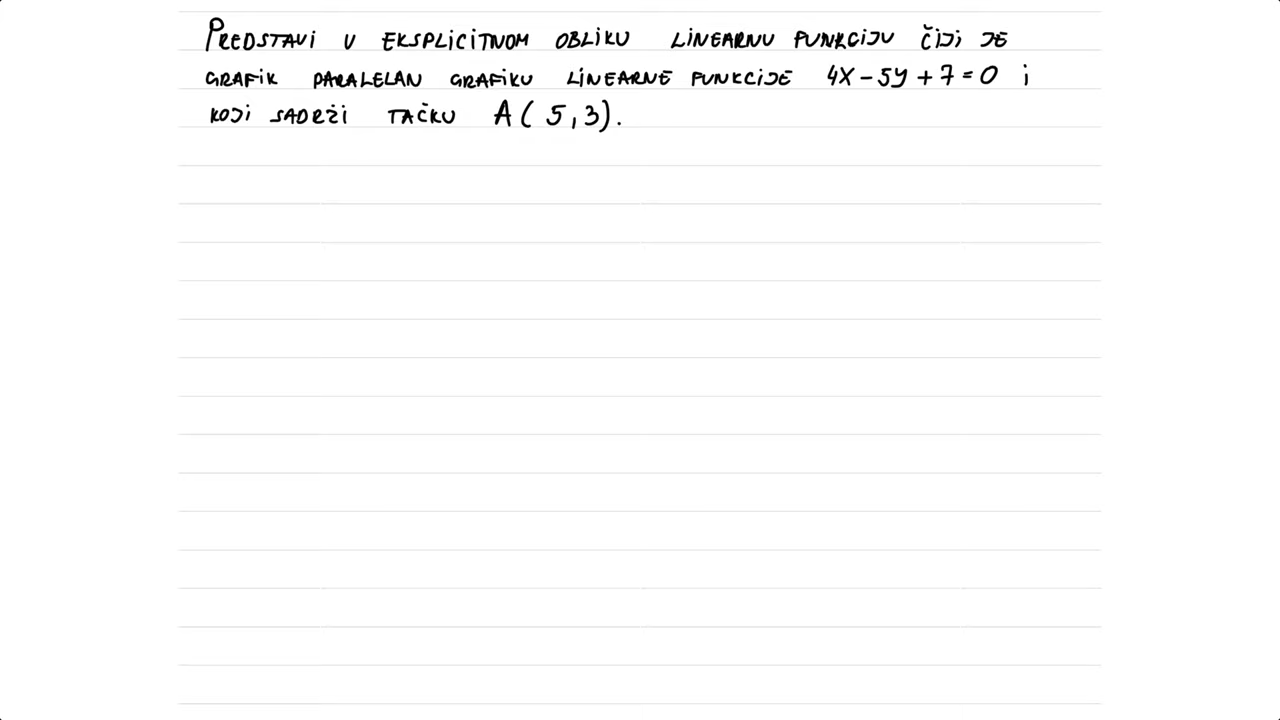 PREDSTAVI U EKSPLICITNOM OBLIKU LINEARNU FUNKCIJU ČIJI JE
GRAFIK PARALELAN GRAFIKU LINEARNE FUNKCIJE 4X - 5Y + 7 = 0 i
KOJI SADRŽI TAČKU A( 5,3).